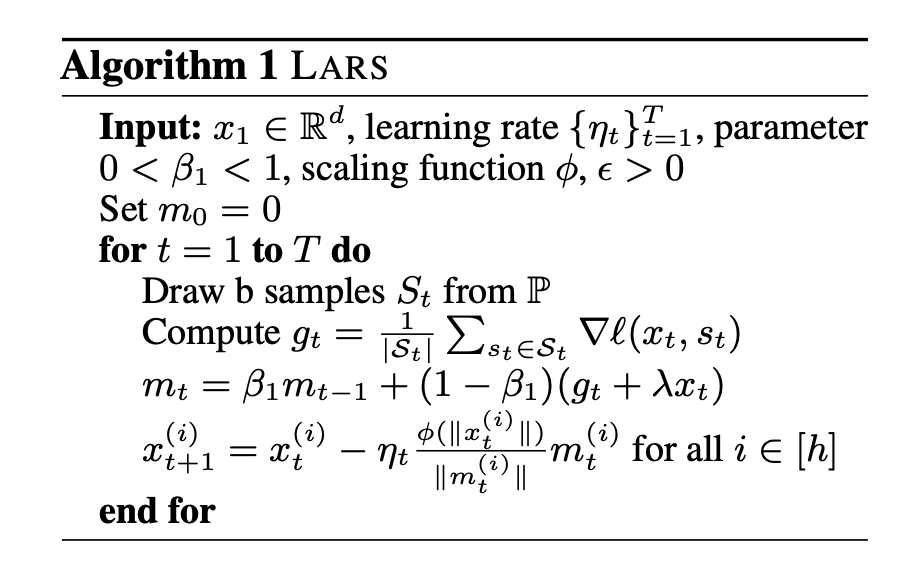 Algorithm 1 LARS
Input: $x_1 \in \mathbb{R}^d$, learning rate $\{\eta_t\}_{t=1}^T$, parameter
$0 < \beta_1 < 1$, scaling function $\phi$, $\epsilon > 0$
Set $m_0 = 0$
for $t = 1$ to $T$ do
Draw b samples $S_t$ from $\mathbb{P}$
Compute $g_t = \frac{1}{|\mathcal{S}_t|} \sum_{s_t \in \mathcal{S}_t} \nabla \ell(x_t, s_t)$
$m_t = \beta_1 m_{t-1} + (1 - \beta_1)(g_t + \lambda x_t)$
$x_{t+1}^{(i)} = x_t^{(i)} - \eta_t \frac{\phi(\|x_t^{(i)}\|)}{\|m_t^{(i)}\|} m_t^{(i)}$ for all $i \in [h]$
end for